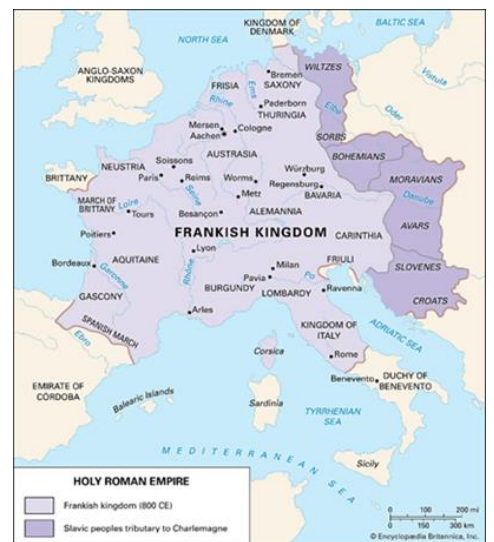 KINGDOM OF
DENMARK
BALTIC SEA
NORTH SEA
ANGLO-SAXON
KINGDOMS
WILTZES
Vistula
Bremen
SAXONY
FRISIA
Ems
Rhine
Elbe
Oder
Paderborn
THURINGIA
Mersen
Aachen
Cologne
SORBS
AUSTRASIA
BOHEMIANS
Soissons
NEUSTRIA
Paris
Reims
Worms
Würzburg
Regensburg
MORAVIANS
BRITTANY
Metz
BAVARIA
Danube
Seine
MARCH OF
BRITTANY
Loire
Tours
Besançon
ALEMANNIA
AVARS
FRANKISH KINGDOM
CARINTHIA
Poitiers
Lyon
FRIULI
SLOVENES
AQUITAINE
Milan
Bordeaux
Garonne
Rhône
BURGUNDY
Pavia
Po
LOMBARDY
Ravenna
CROATS
GASCONY
Arles
ADRIATIC SEA
SPANISH MARCH
KINGDOM OF
ITALY
Ebro
Corsica
Rome
EMIRATE OF
CÓRDOBA
Balearic Islands
Benevento
DUCHY OF
BENEVENTO
Sardinia
TYRRHENIAN
SEA
MEDITERRANEAN SEA
Sicily
HOLY ROMAN EMPIRE
Frankish kingdom (800 CE)
Slavic peoples tributary to Charlemagne
0 100 200 mi
0 150 300 km
© Encyclopædia Britannica, Inc.